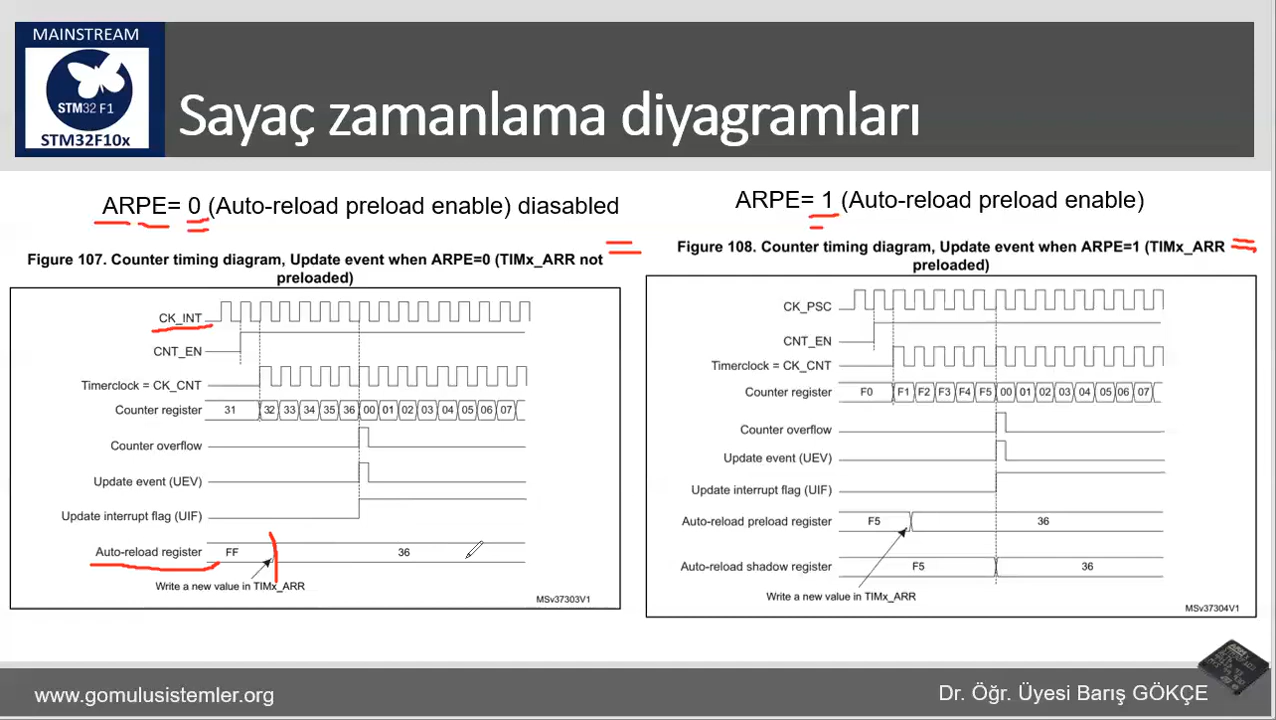 MAINSTREAM
STM32 F1
STM32F10x
Sayaç zamanlama diyagramları
ARPE= 0 (Auto-reload preload enable) diasabled
Figure 107. Counter timing diagram, Update event when ARPE=0 (TIMx_ARR not
preloaded)
CK_INT
CNT_EN
Timerclock = CK_CNT
Counter register 31 32 33 34 35 36 00 01 02 03 04 05 06 07
Counter overflow
Update event (UEV)
Update interrupt flag (UIF)
Auto-reload register FF 36
Write a new value in TIMx_ARR
MSv37303V1
ARPE= 1 (Auto-reload preload enable)
Figure 108. Counter timing diagram, Update event when ARPE=1 (TIMx_ARR
preloaded)
CK_PSC
CNT_EN
Timerclock = CK_CNT
Counter register F0 F1 F2 F3 F4 F5 00 01 02 03 04 05 06 07
Counter overflow
Update event (UEV)
Update interrupt flag (UIF)
Auto-reload preload register F5 36
Auto-reload shadow register F5 36
Write a new value in TIMx_ARR
MSv37304V1
www.gomulusistemler.org
Dr. Öğr. Üyesi Barış GÖKÇE